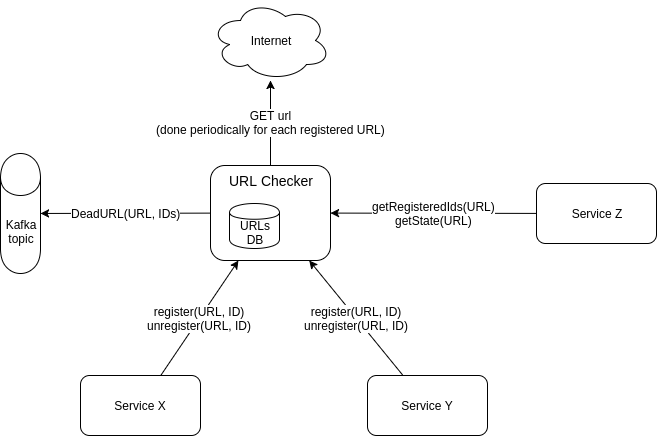 Internet
GET url
(done periodically for each registered URL)
URL Checker
URLs
DB
DeadURL(URL, IDs)
Kafka
topic
getRegisteredIds(URL)
getState(URL)
Service Z
register(URL, ID)
unregister(URL, ID)
register(URL, ID)
unregister(URL, ID)
Service X
Service Y